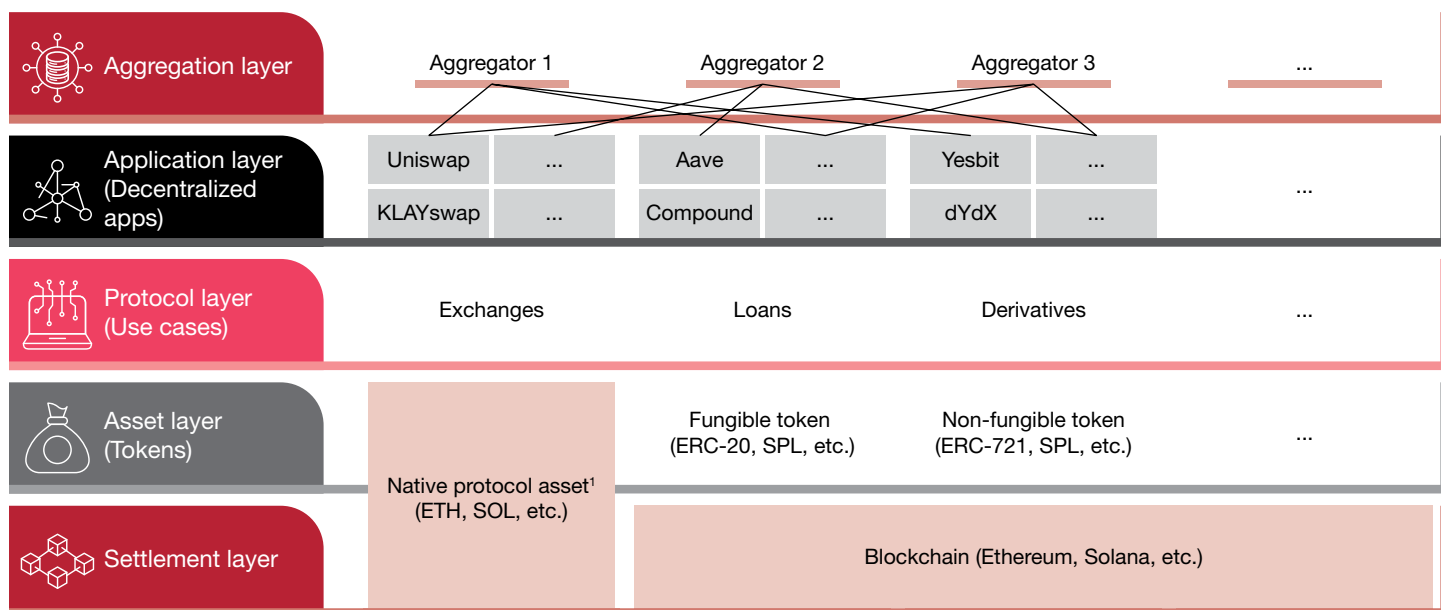 Aggregation layer
Aggregator 1
Aggregator 2
Aggregator 3
...
Application layer
(Decentralized
apps)
Uniswap
...
Aave
...
Yesbit
...
KLAYswap
...
Compound
...
dYdX
...
...
Protocol layer
(Use cases)
Exchanges
Loans
Derivatives
...
Asset layer
(Tokens)
Native protocol asset¹
(ETH, SOL, etc.)
Fungible token
(ERC-20, SPL, etc.)
Non-fungible token
(ERC-721, SPL, etc.)
...
Settlement layer
Blockchain (Ethereum, Solana, etc.)